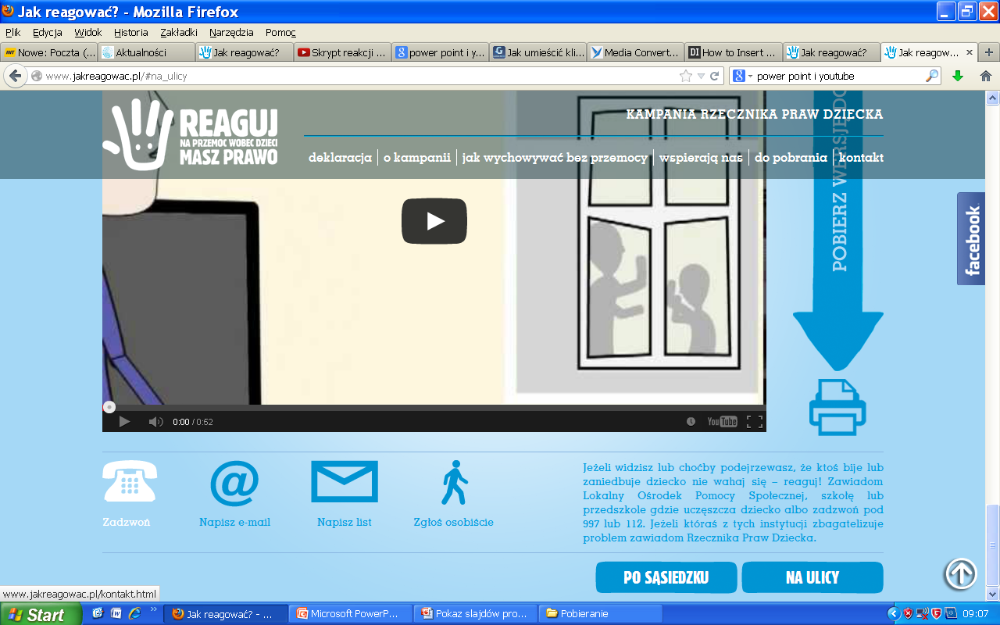 Jak reagować? - Mozilla Firefox
Plik Edycja Widok Historia Zakładki Narzędzia Pomoc
Nowe: Poczta (... Aktualności Jak reagować? Skrypt reakcji ... power point i y... Jak umieścić kli... Media Convert... How to Insert ... Jak reagować? Jak reagow...
www.jakreagowac.pl/#na_ulicy power point i youtube
REAGUJ
NA PRZEMOC WOBEC DZIECI
MASZ PRAWO
KAMPANIA RZECZNIKA PRAW DZIECKA
deklaracja o kampanii jak wychowywać bez przemocy wspierają nas do pobrania kontakt
POBIERZ WERSJĘ DO
facebook
0:00 / 0:52
YouTube
Zadzwoń Napisz e-mail Napisz list Zgłoś osobiście
Jeżeli widzisz lub choćby podejrzewasz, że ktoś bije lub
zaniedbuje dziecko nie wahaj się – reaguj! Zawiadom
Lokalny Ośrodek Pomocy Społecznej, szkołę lub
przedszkole gdzie uczęszcza dziecko albo zadzwoń pod
997 lub 112. Jeżeli któraś z tych instytucji zbagatelizuje
problem zawiadom Rzecznika Praw Dziecka.
PO SĄSIEDZKU NA ULICY
www.jakreagowac.pl/kontakt.html
Start Jak reagować? - ... Microsoft PowerP... Pokaz slajdów pro... Pobieranie 09:07